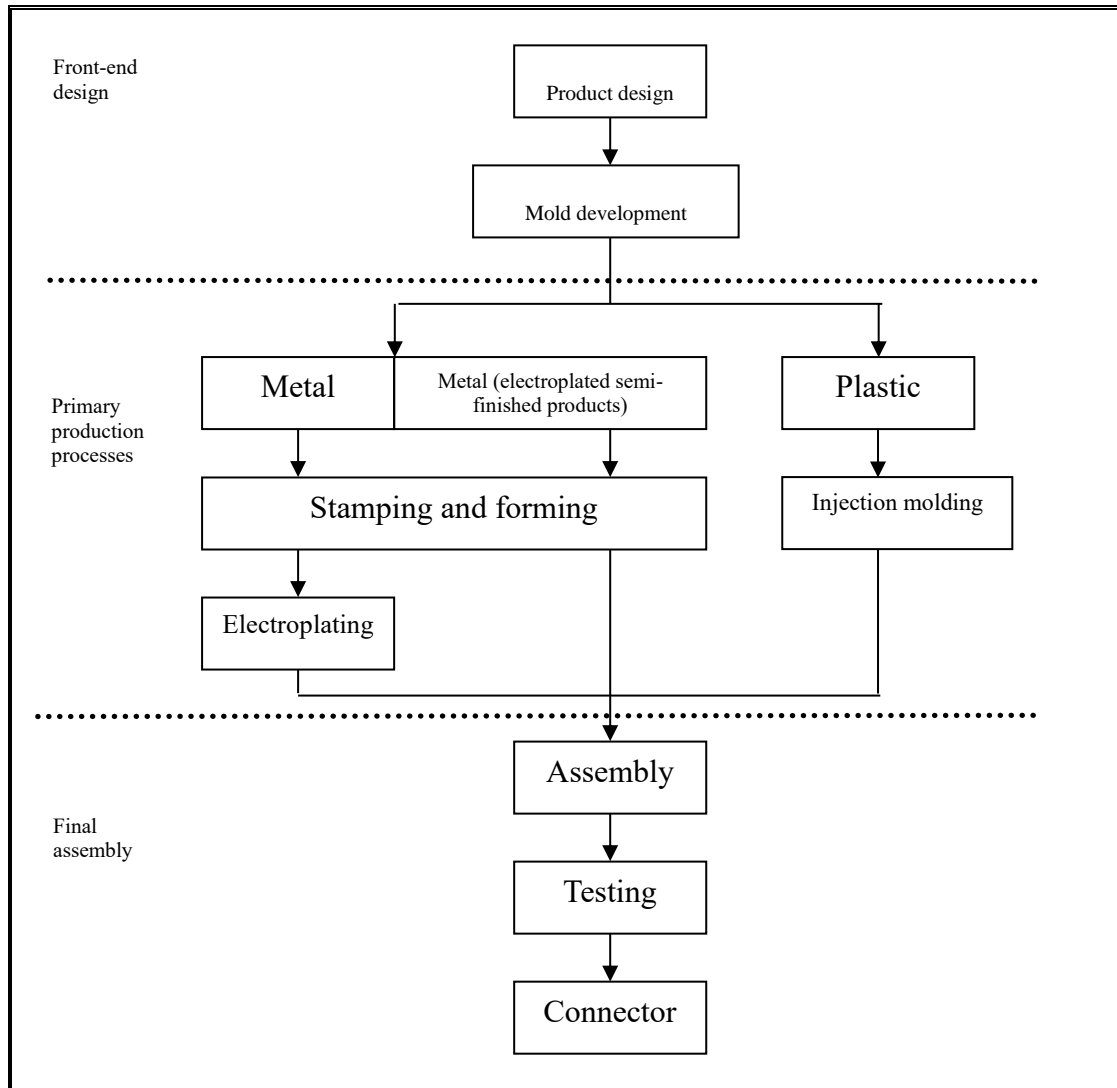 Front-end
design
Product design
Mold development
Primary
production
processes
Metal
Metal (electroplated semi-
finished products)
Plastic
Stamping and forming
Injection molding
Electroplating
Final
assembly
Assembly
Testing
Connector